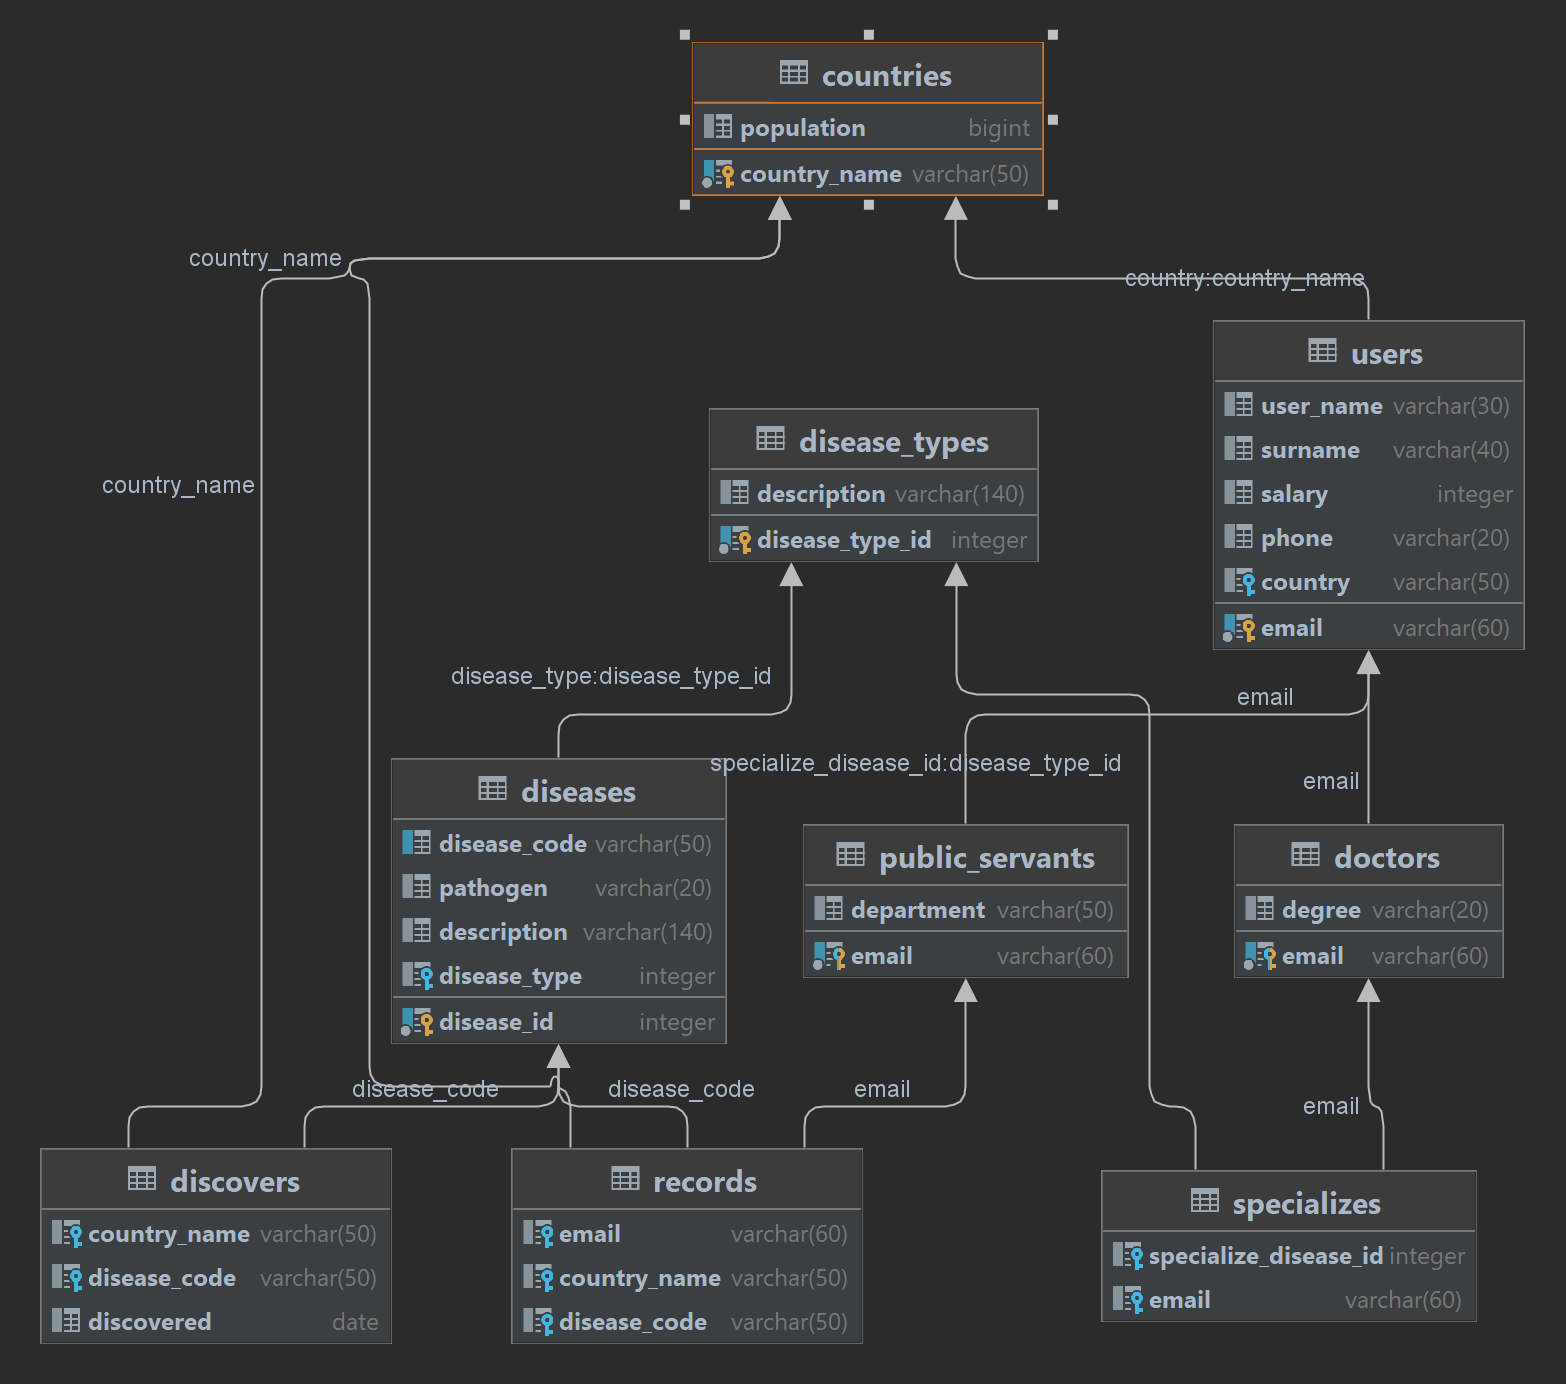 countries
population bigint
country_name varchar(50)
country_name
country:country_name
users
user_name varchar(30)
surname varchar(40)
salary integer
phone varchar(20)
country varchar(50)
email varchar(60)
disease_types
description varchar(140)
disease_type_id integer
country_name
disease_type:disease_type_id
email
specialize_disease_id:disease_type_id
email
diseases
disease_code varchar(50)
pathogen varchar(20)
description varchar(140)
disease_type integer
disease_id integer
public_servants
department varchar(50)
email varchar(60)
doctors
degree varchar(20)
email varchar(60)
disease_code
disease_code
email
email
discovers
country_name varchar(50)
disease_code varchar(50)
discovered date
records
email varchar(60)
country_name varchar(50)
disease_code varchar(50)
specializes
specialize_disease_id integer
email varchar(60)